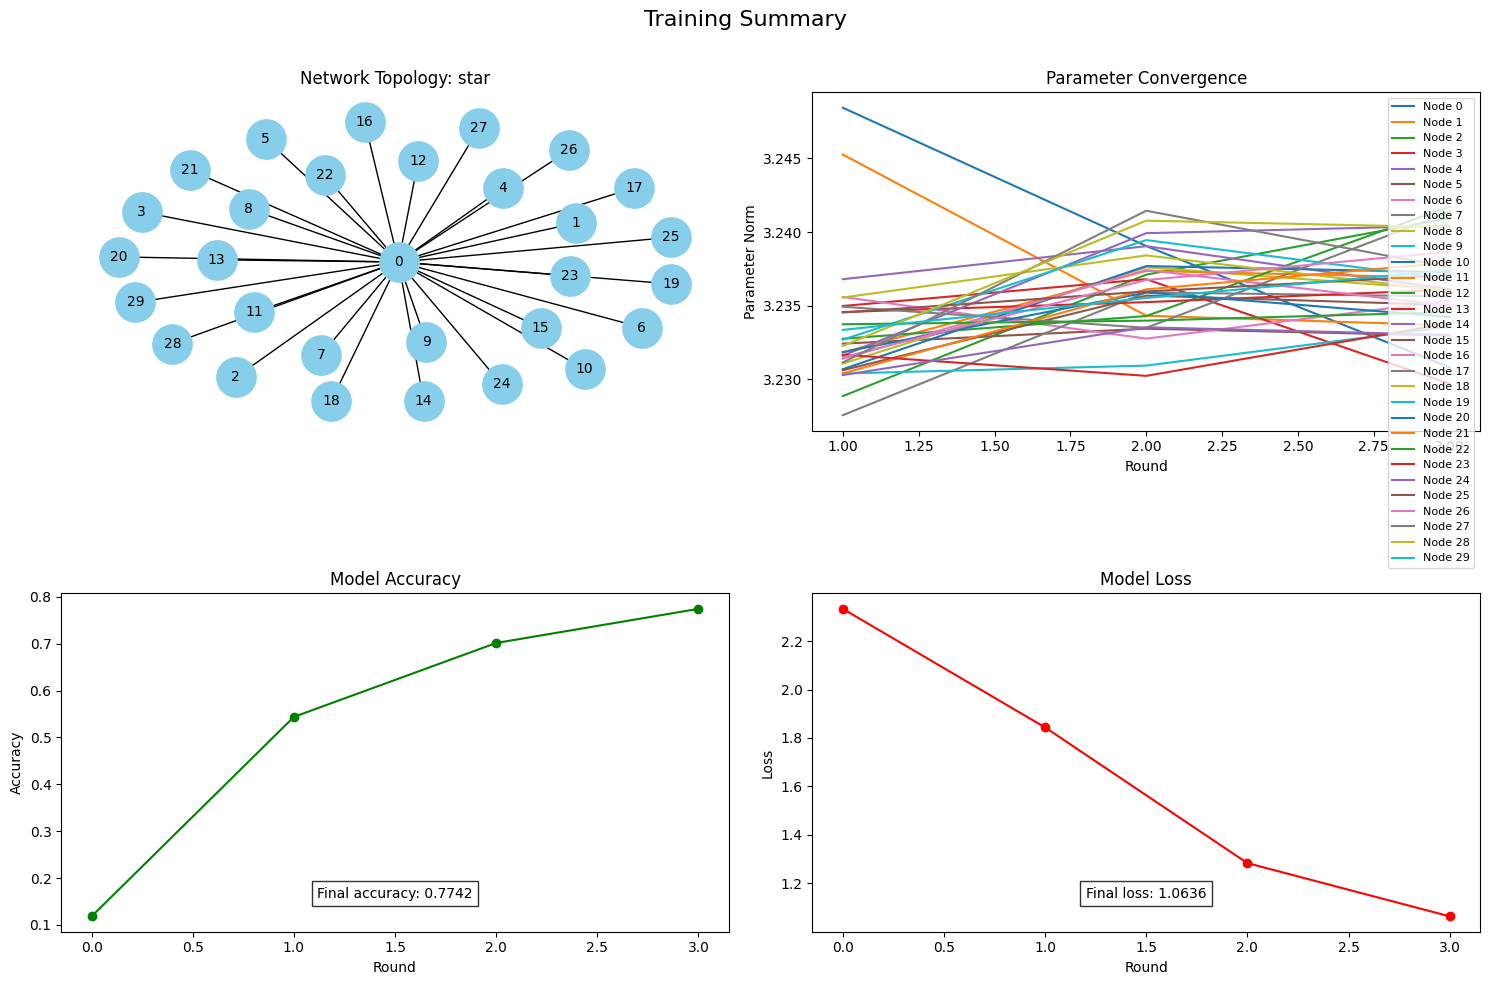 Training Summary
Network Topology: star
16
5
27
12
26
21
22
4
17
3
8
1
25
20
13
0
23
19
29
11
15
6
28
7
9
2
10
24
18
14
Parameter Convergence
Parameter Norm
3.245
3.240
3.235
3.230
1.00 1.25 1.50 1.75 2.00 2.25 2.50 2.75 3.00
Round
Node 0
Node 1
Node 2
Node 3
Node 4
Node 5
Node 6
Node 7
Node 8
Node 9
Node 10
Node 11
Node 12
Node 13
Node 14
Node 15
Node 16
Node 17
Node 18
Node 19
Node 20
Node 21
Node 22
Node 23
Node 24
Node 25
Node 26
Node 27
Node 28
Node 29
Model Accuracy
Accuracy
0.8
0.7
0.6
0.5
0.4
0.3
0.2
0.1
Final accuracy: 0.7742
0.0 0.5 1.0 1.5 2.0 2.5 3.0
Round
Model Loss
Loss
2.2
2.0
1.8
1.6
1.4
1.2
Final loss: 1.0636
0.0 0.5 1.0 1.5 2.0 2.5 3.0
Round